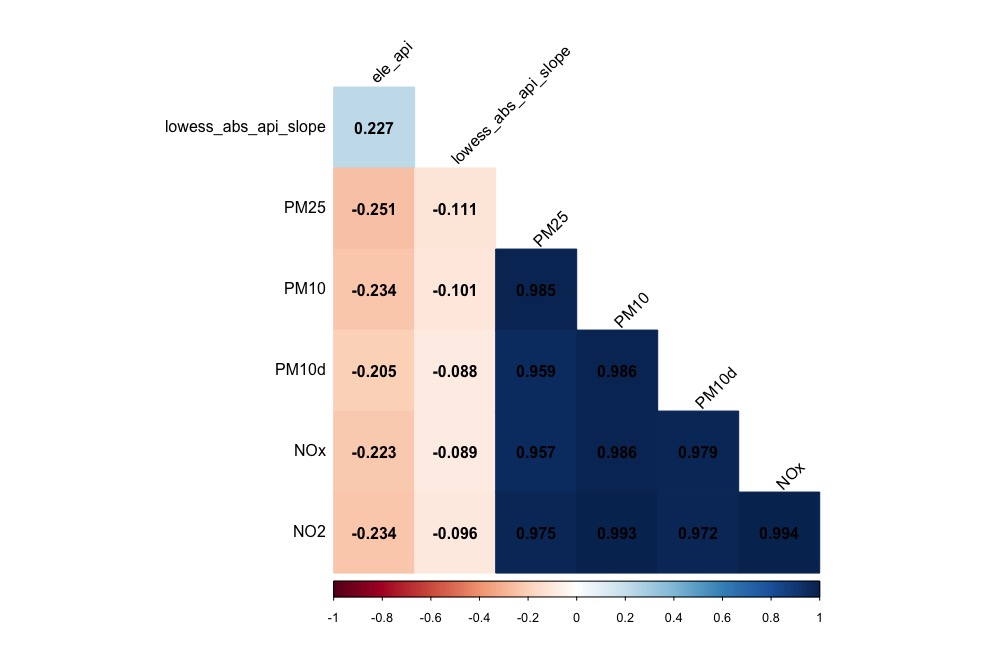 ele_api
lowess_abs_api_slope 0.227
lowess_abs_api_slope
PM25 -0.251 -0.111
PM25
PM10 -0.234 -0.101 0.985
PM10
PM10d -0.205 -0.088 0.959 0.986
PM10d
NOx -0.223 -0.089 0.957 0.986 0.979
NOx
NO2 -0.234 -0.096 0.975 0.993 0.972 0.994
-1 -0.8 -0.6 -0.4 -0.2 0 0.2 0.4 0.6 0.8 1